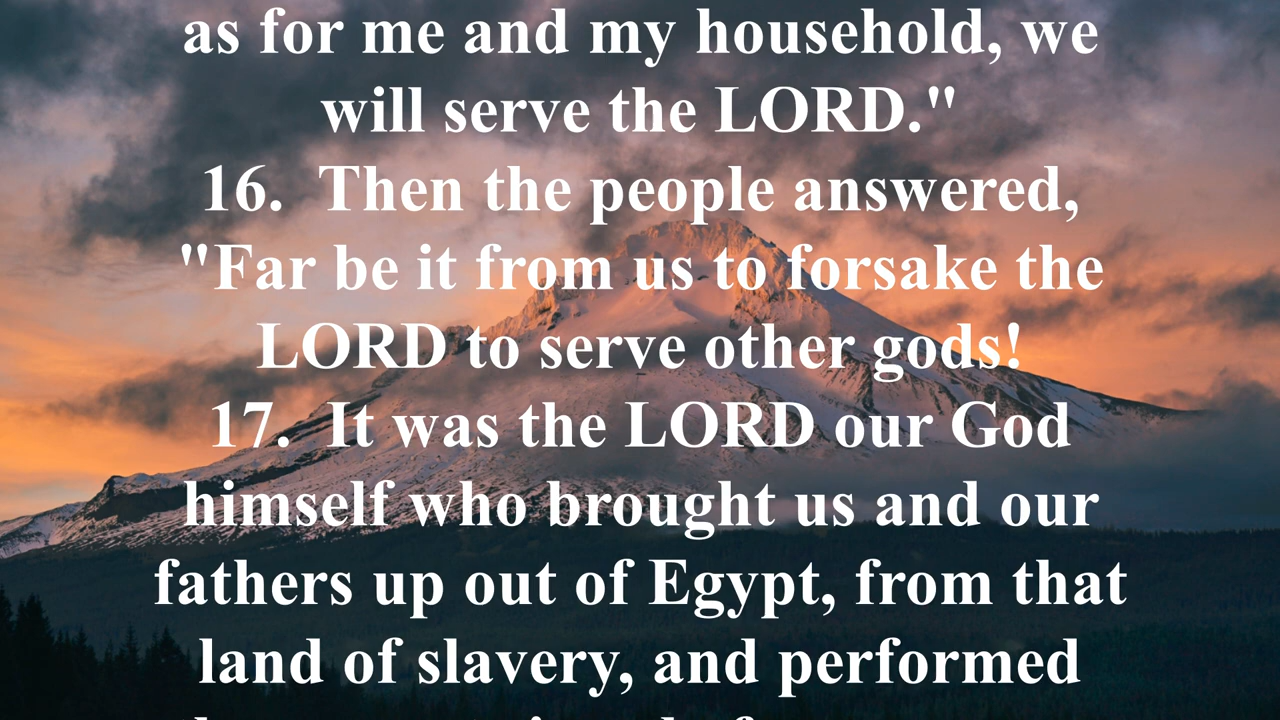 as for me and my household, we
will serve the LORD."
16.  Then the people answered,
"Far be it from us to forsake the
LORD to serve other gods!
17.  It was the LORD our God
himself who brought us and our
fathers up out of Egypt, from that
land of slavery, and performed